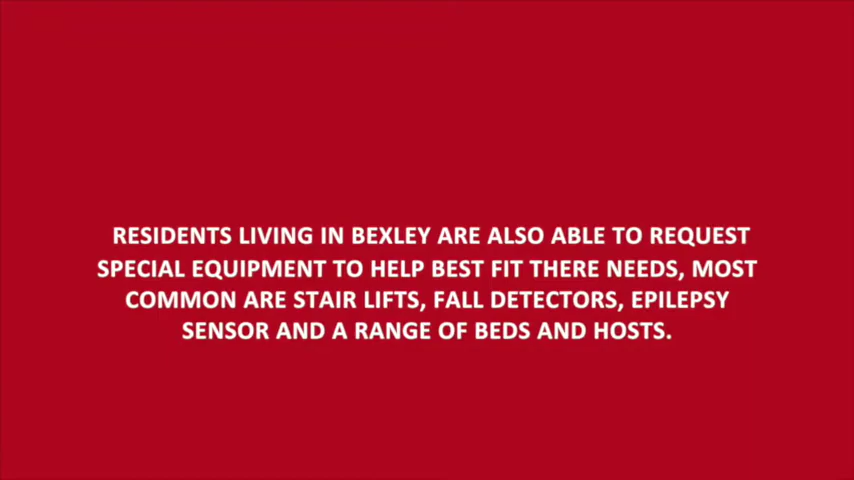 RESIDENTS LIVING IN BEXLEY ARE ALSO ABLE TO REQUEST
SPECIAL EQUIPMENT TO HELP BEST FIT THERE NEEDS, MOST
COMMON ARE STAIR LIFTS, FALL DETECTORS, EPILEPSY
SENSOR AND A RANGE OF BEDS AND HOSTS.